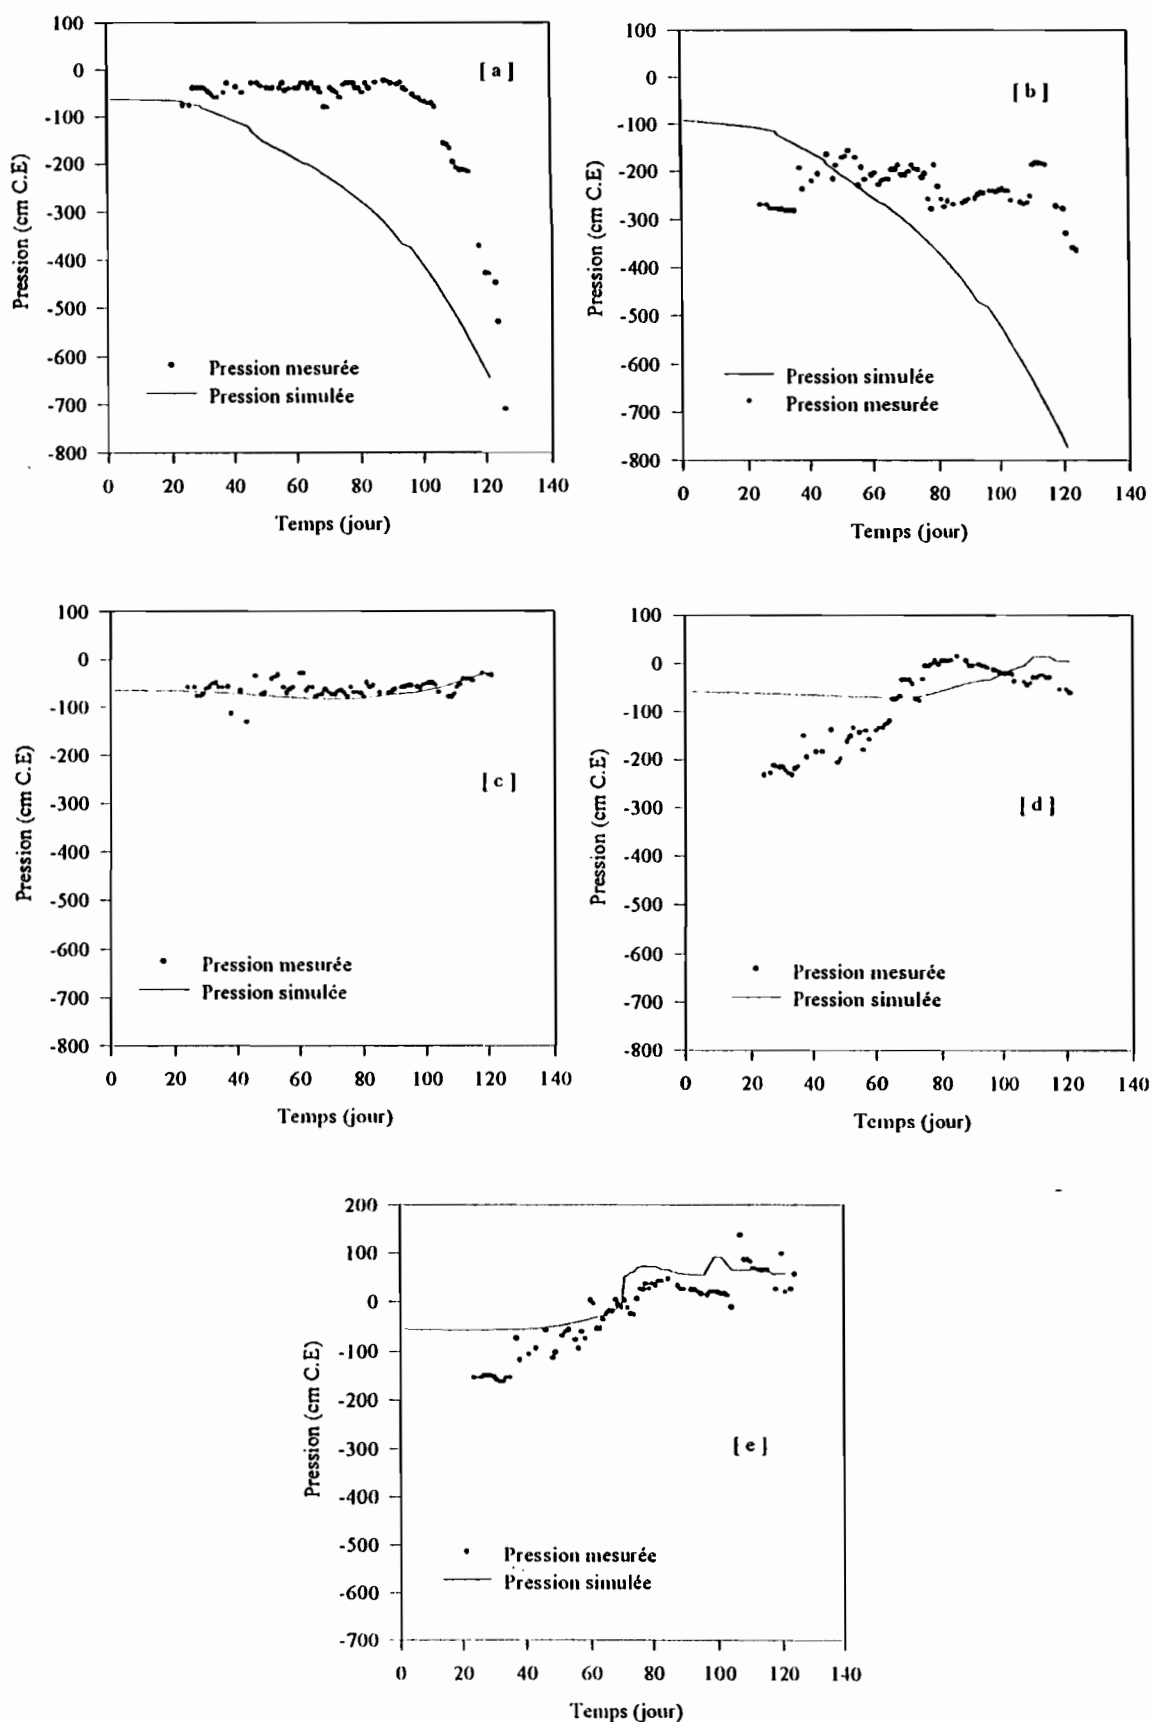 100
0
-100
-200
-300
-400
-500
-600
-700
-800
Pression (cm C.E)
[ a ]
Pression mesurée
Pression simulée
0 20 40 60 80 100 120 140
Temps (jour)
100
0
-100
-200
-300
-400
-500
-600
-700
-800
Pression (cm C.E)
[ b ]
Pression simulée
Pression mesurée
0 20 40 60 80 100 120 140
Temps (jour)
100
0
-100
-200
-300
-400
-500
-600
-700
-800
Pression (cm C.E)
[ c ]
Pression mesurée
Pression simulée
0 20 40 60 80 100 120 140
Temps (jour)
100
0
-100
-200
-300
-400
-500
-600
-700
-800
Pression (cm C.E)
[ d ]
Pression mesurée
Pression simulée
0 20 40 60 80 100 120 140
Temps (jour)
200
100
0
-100
-200
-300
-400
-500
-600
-700
Pression (cm C.E)
[ e ]
Pression mesurée
Pression simulée
0 20 40 60 80 100 120 140
Temps (jour)